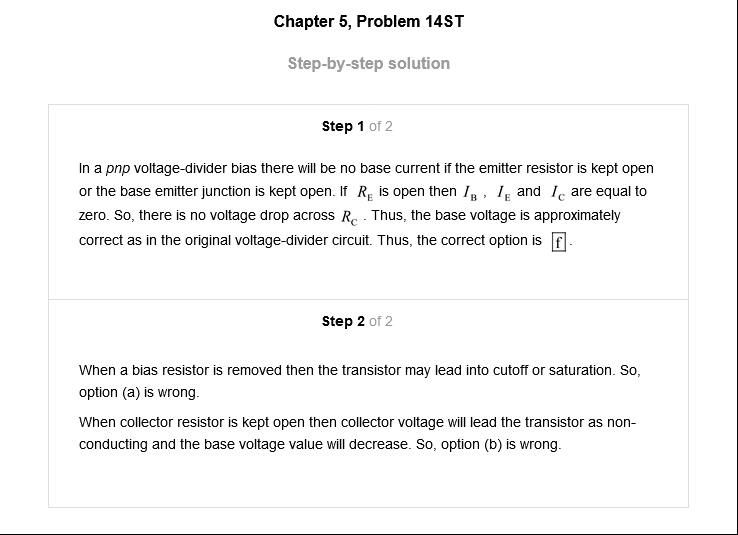 Chapter 5, Problem 14ST
Step-by-step solution
Step 1 of 2
In a pnp voltage-divider bias there will be no base current if the emitter resistor is kept open
or the base emitter junction is kept open. If R_E is open then I_B , I_E and I_C are equal to
zero. So, there is no voltage drop across R_C . Thus, the base voltage is approximately
correct as in the original voltage-divider circuit. Thus, the correct option is f .
Step 2 of 2
When a bias resistor is removed then the transistor may lead into cutoff or saturation. So,
option (a) is wrong.
When collector resistor is kept open then collector voltage will lead the transistor as non-
conducting and the base voltage value will decrease. So, option (b) is wrong.